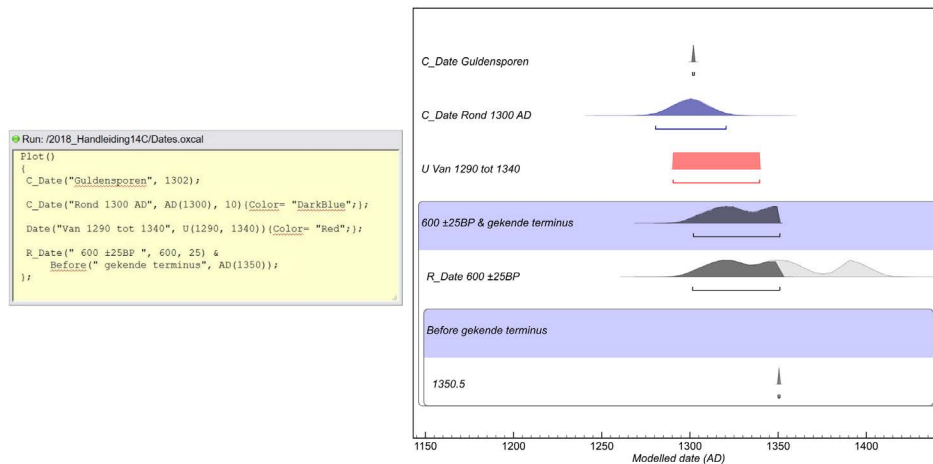 Run: /2018_Handleiding14C/Dates.oxcal
Plot()
{
C_Date("Guldensporen", 1302);
C_Date("Rond 1300 AD", AD(1300), 10){Color= "DarkBlue";};
Date("Van 1290 tot 1340", U(1290, 1340)){Color= "Red";};
R_Date(" 600 ±25BP ", 600, 25) &
Before(" gekende terminus", AD(1350));
};
C_Date Guldensporen
C_Date Rond 1300 AD
U Van 1290 tot 1340
600 ±25BP & gekende terminus
R_Date 600 ±25BP
Before gekende terminus
1350.5
1150 1200 1250 1300 1350 1400
Modelled date (AD)